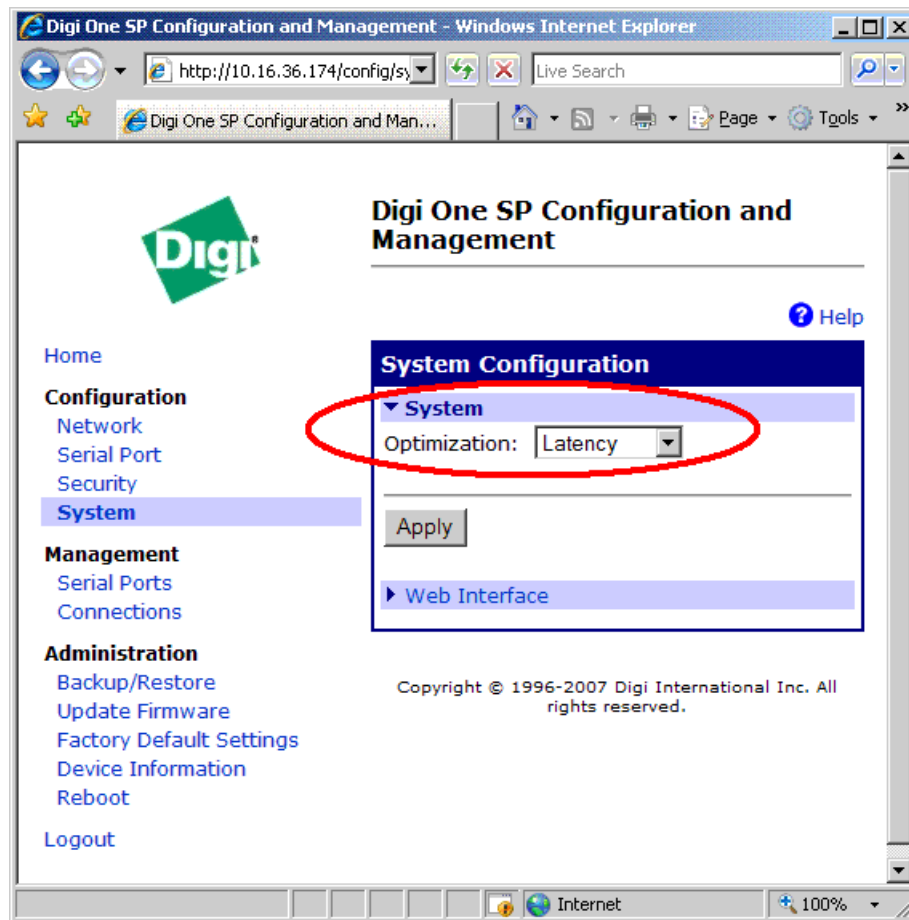 Digi One SP Configuration and Management - Windows Internet Explorer
http://10.16.36.174/config/sy
Live Search
Digi One SP Configuration and Man...
Page
Tools
»
Digi®
Digi One SP Configuration and
Management
? Help
Home
Configuration
Network
Serial Port
Security
System
Management
Serial Ports
Connections
Administration
Backup/Restore
Update Firmware
Factory Default Settings
Device Information
Reboot
Logout
System Configuration
System
Optimization: Latency
Apply
Web Interface
Copyright © 1996-2007 Digi International Inc. All
rights reserved.
Internet
100%